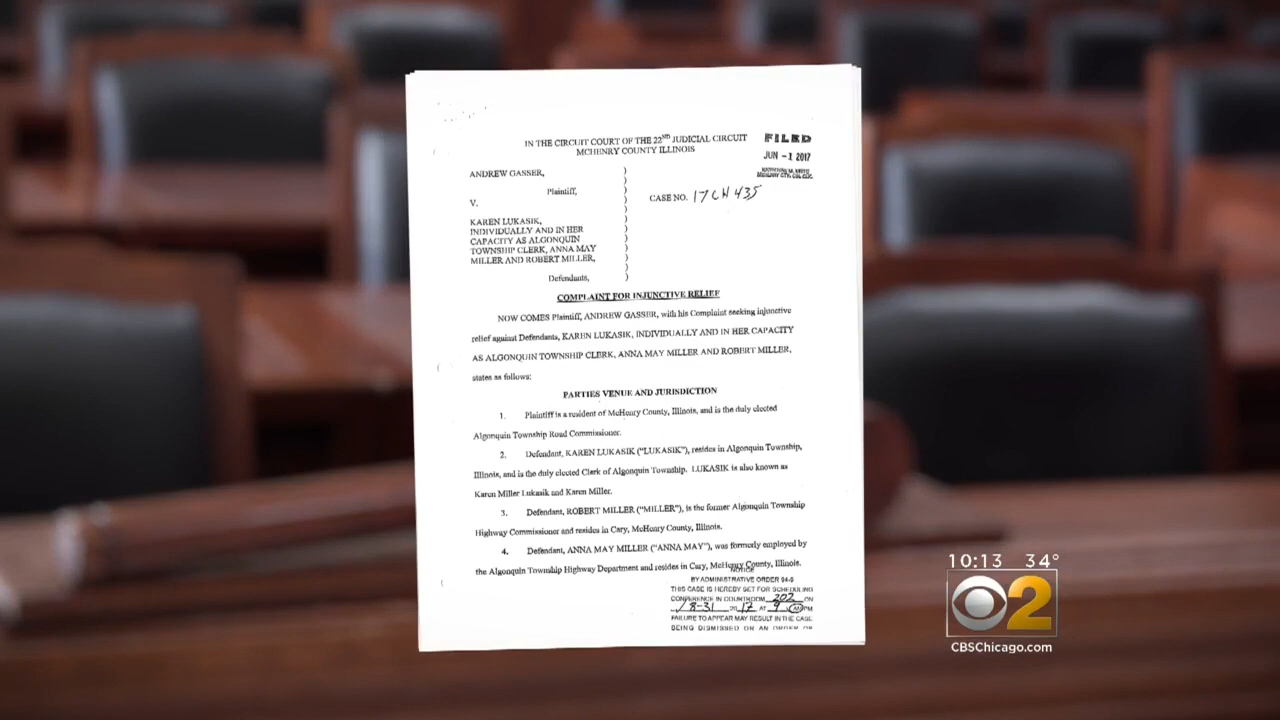 IN THE CIRCUIT COURT OF THE 22ND JUDICIAL CIRCUIT
MCHENRY COUNTY ILLINOIS
FILED
JUN -1 2017
ANDREW GASSER,
Plaintiff,
V.
CASE NO. 17CH435
KAREN LUKASIK,
INDIVIDUALLY AND IN HER
CAPACITY AS ALGONQUIN
TOWNSHIP CLERK, ANNA MAY
MILLER AND ROBERT MILLER,
Defendants,
COMPLAINT FOR INJUNCTIVE RELIEF
NOW COMES Plaintiff, ANDREW GASSER, with his Complaint seeking injunctive
relief against Defendants, KAREN LUKASIK, INDIVIDUALLY AND IN HER CAPACITY
AS ALGONQUIN TOWNSHIP CLERK, ANNA MAY MILLER AND ROBERT MILLER,
states as follows:
PARTIES VENUE AND JURISDICTION
1. Plaintiff is a resident of McHenry County, Illinois, and is the duly elected
Algonquin Township Road Commissioner.
2. Defendant, KAREN LUKASIK ("LUKASIK"), resides in Algonquin Township,
Illinois, and is the duly elected Clerk of Algonquin Township. LUKASIK is also known as
Karen Miller Lukasik and Karen Miller.
3. Defendant, ROBERT MILLER ("MILLER"), is the former Algonquin Township
Highway Commissioner and resides in Cary, McHenry County, Illinois.
4. Defendant, ANNA MAY MILLER ("ANNA MAY"), was formerly employed by
the Algonquin Township Highway Department and resides in Cary, McHenry County, Illinois.
NOTICE
BY ADMINISTRATIVE ORDER 94-9
THIS CASE IS HEREBY SET FOR SCHEDULING
CONFERENCE IN COURTROOM 202 ON
8-31 2017 AT 9 AM/PM
FAILURE TO APPEAR MAY RESULT IN THE CASE
BEING DISMISSED OR AN ORDER OF
10:13 34°
2
CBSChicago.com